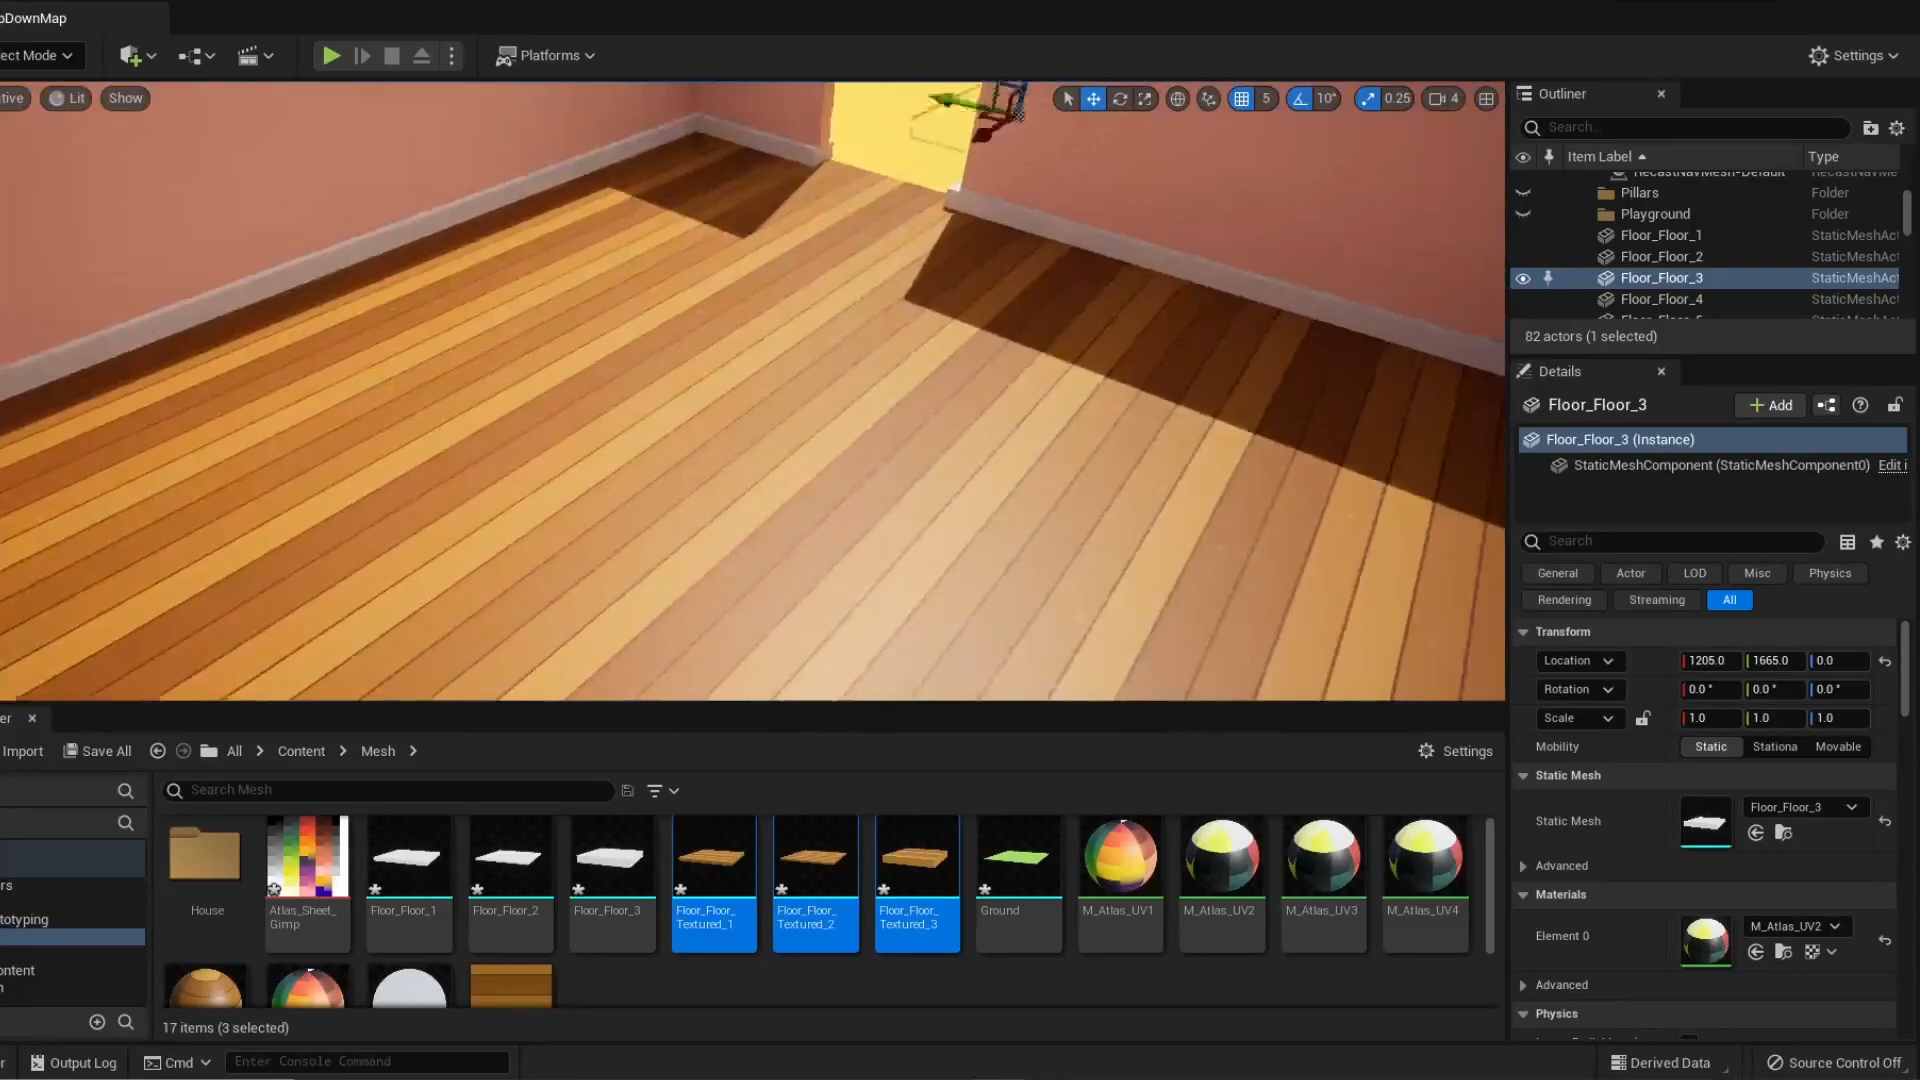 oDownMap
ect Mode
Platforms
Settings
tive
Lit
Show
5
10°
0.25
4
Outliner
Search...
Item Label
Type
RecastNavMesh-Default
RecastNavMe
Pillars
Folder
Playground
Folder
Floor_Floor_1
StaticMeshAct
Floor_Floor_2
StaticMeshAct
Floor_Floor_3
StaticMeshAct
Floor_Floor_4
StaticMeshAct
82 actors (1 selected)
Details
Floor_Floor_3
Add
Floor_Floor_3 (Instance)
StaticMeshComponent (StaticMeshComponent0)
Edit i
Search
General
Actor
LOD
Misc
Physics
Rendering
Streaming
All
Transform
Location
1205.0
1665.0
0.0
Rotation
0.0 °
0.0 °
0.0 °
Scale
1.0
1.0
1.0
Mobility
Static
Stationa
Movable
Static Mesh
Static Mesh
Floor_Floor_3
Advanced
Materials
Element 0
M_Atlas_UV2
Advanced
Physics
er
Import
Save All
All
Content
Mesh
Settings
Search Mesh
rs
totyping
ontent
n
House
Atlas_Sheet_
Gimp
Floor_Floor_1
Floor_Floor_2
Floor_Floor_3
Floor_Floor_
Textured_1
Floor_Floor_
Textured_2
Floor_Floor_
Textured_3
Ground
M_Atlas_UV1
M_Atlas_UV2
M_Atlas_UV3
M_Atlas_UV4
17 items (3 selected)
r
Output Log
Cmd
Enter Console Command
Derived Data
Source Control Off